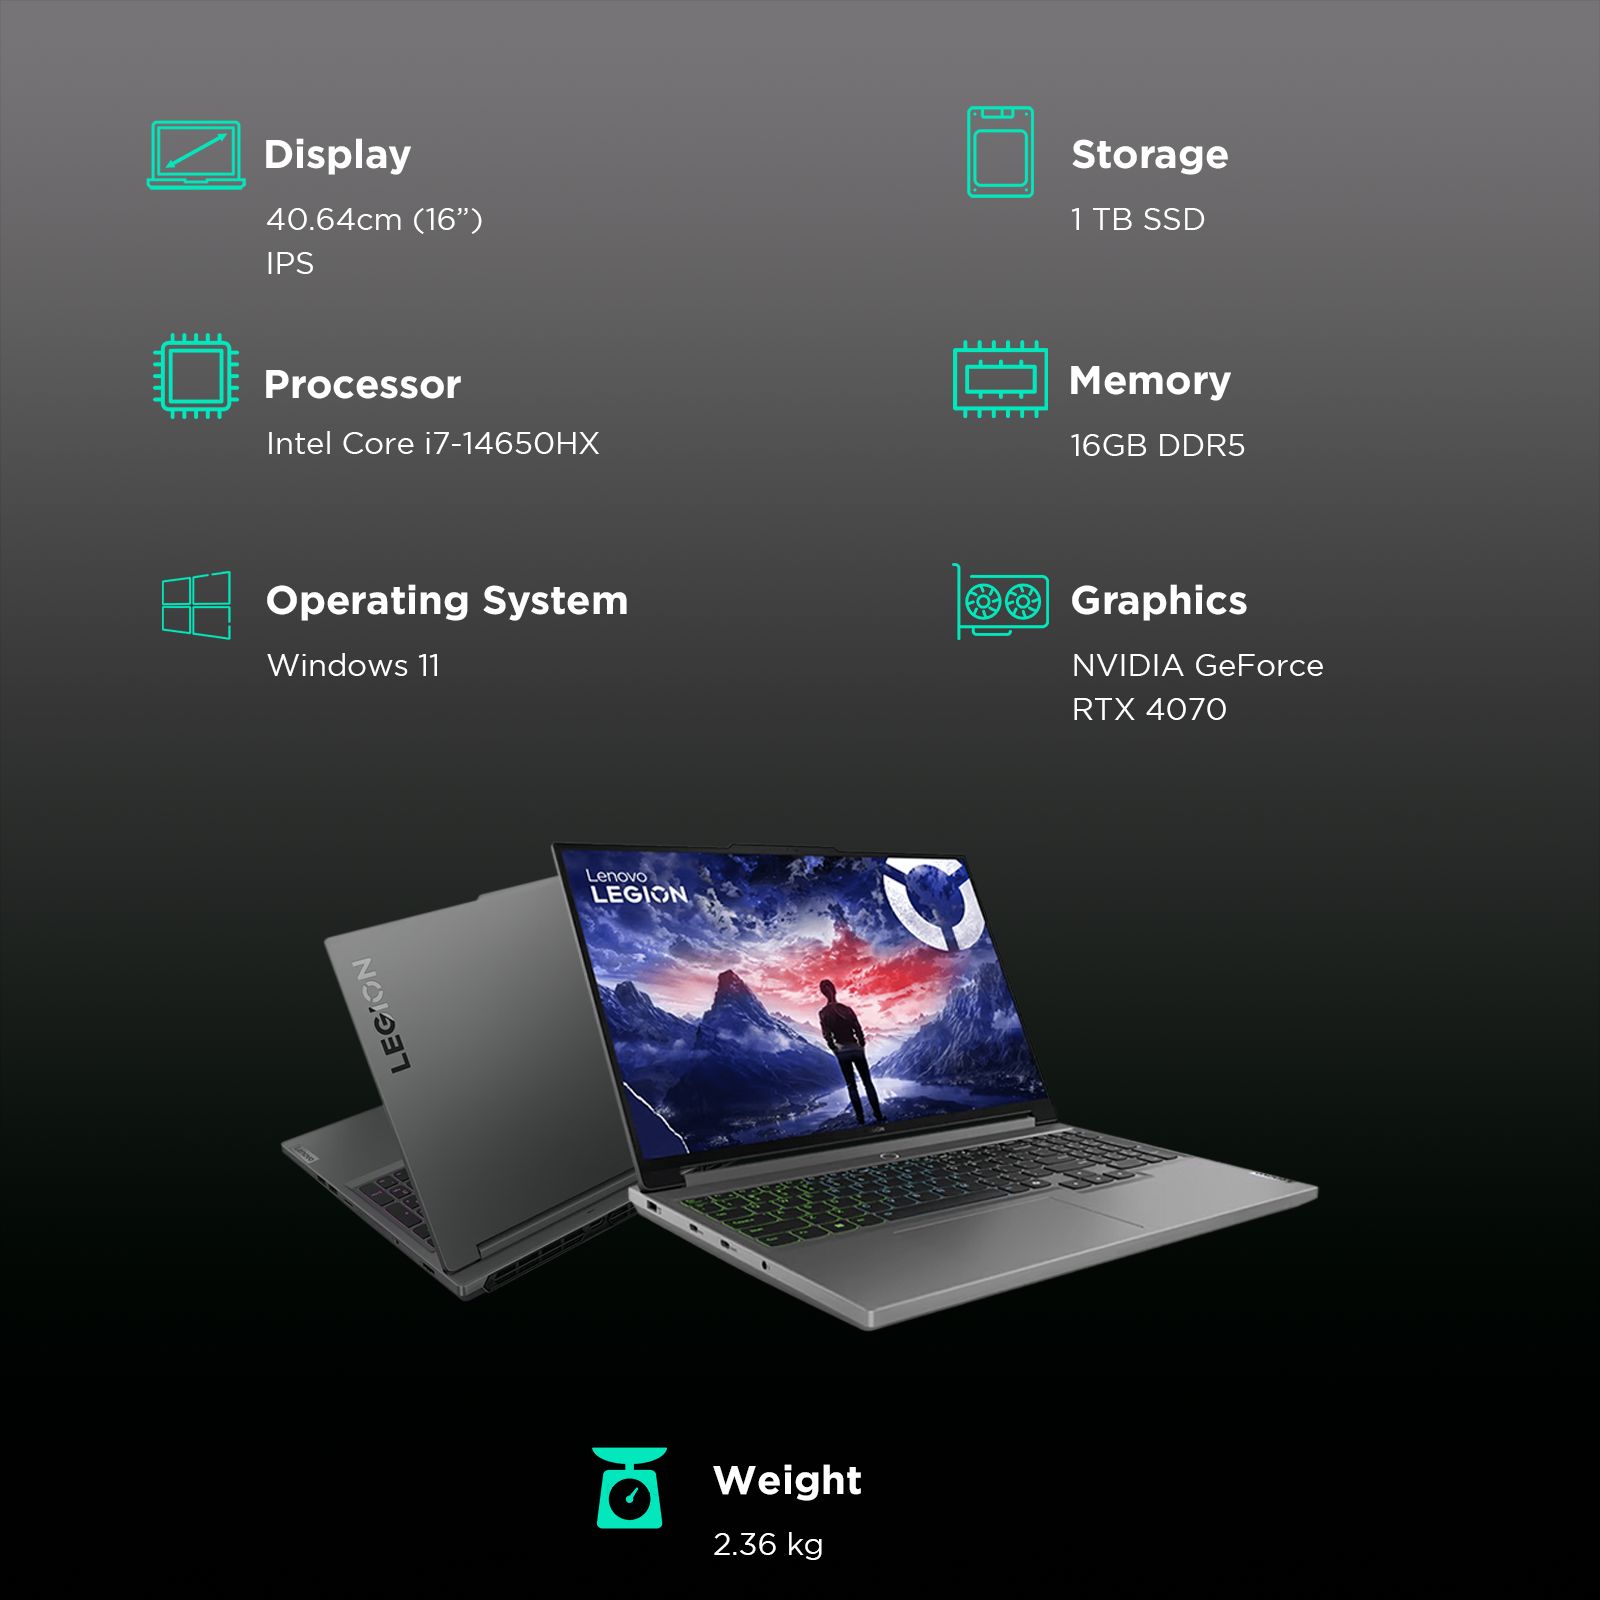 Display
40.64cm (16”)
IPS
Storage
1 TB SSD
Processor
Intel Core i7-14650HX
Memory
16GB DDR5
Operating System
Windows 11
Graphics
NVIDIA GeForce
RTX 4070
Lenovo
LEGION
LEGION
Lenovo
Weight
2.36 kg